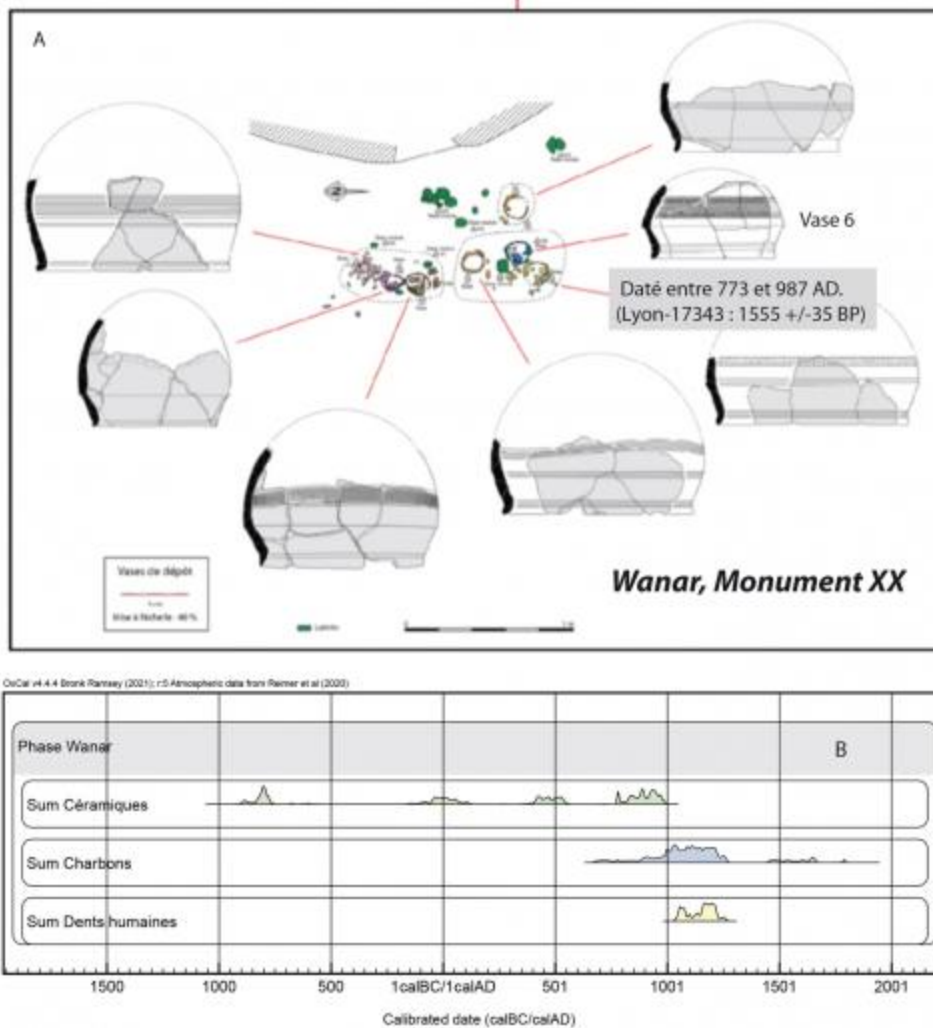 A
Vase 6
Daté entre 773 et 987 AD.
(Lyon-17343 : 1555 +/-35 BP)
Vases de dépôt
Wanar, Monument XX
OxCal v4.4.4 Bronk Ramsey (2021); r:5 Atmospheric data from Reimer et al (2020)
Phase Wanar
B
Sum Céramiques
Sum Charbons
Sum Dents humaines
1500 1000 500 1calBC/1calAD 501 1001 1501 2001
Calibrated date (calBC/calAD)